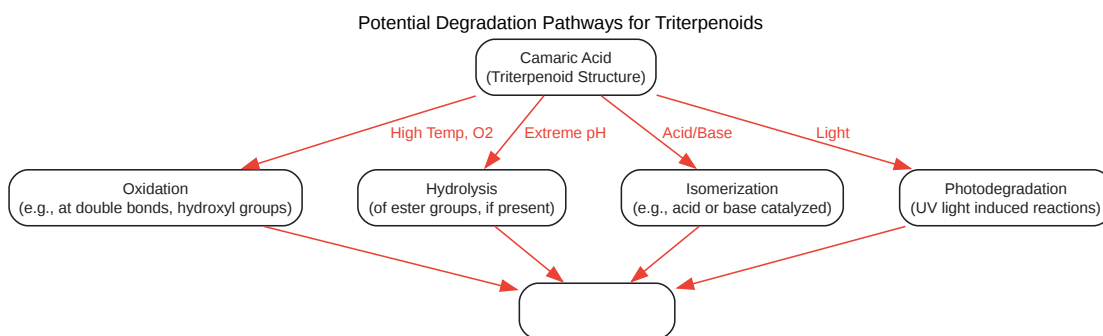 Potential Degradation Pathways for Triterpenoids
Camaric Acid
(Triterpenoid Structure)
High Temp, O2
Extreme pH
Acid/Base
Light
Oxidation
(e.g., at double bonds, hydroxyl groups)
Hydrolysis
(of ester groups, if present)
Isomerization
(e.g., acid or base catalyzed)
Photodegradation
(UV light induced reactions)